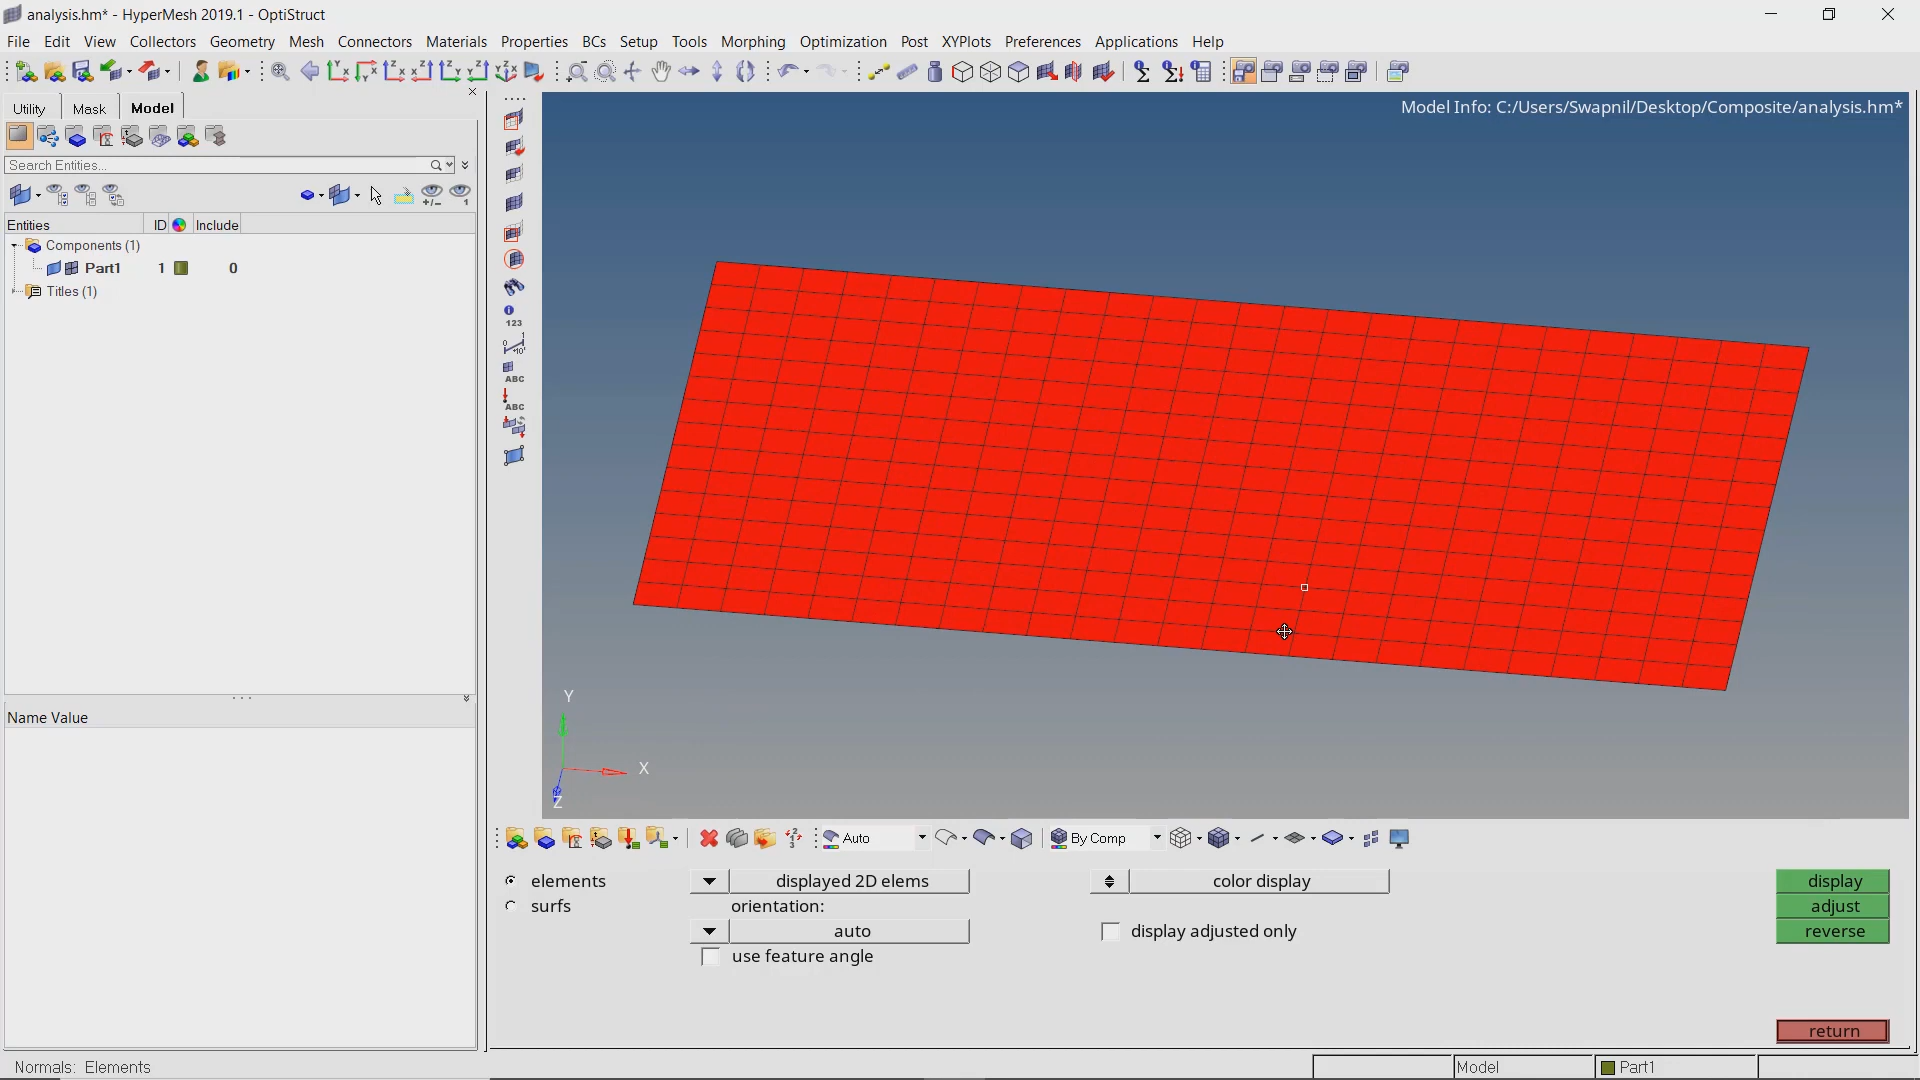 analysis.hm* - HyperMesh 2019.1 - OptiStruct
File Edit View Collectors Geometry Mesh Connectors Materials Properties BCs Setup Tools Morphing Optimization Post XYPlots Preferences Applications Help
Utility Mask Model
Model Info: C:/Users/Swapnil/Desktop/Composite/analysis.hm*
Search Entities...
Entities ID Include
Components (1)
Part1 1 0
Titles (1)
123
ABC
ABC
Name Value
Y
X
Z
Auto
By Comp
elements displayed 2D elems color display display
surfs orientation: adjust
auto display adjusted only reverse
use feature angle
return
Normals: Elements Model Part1